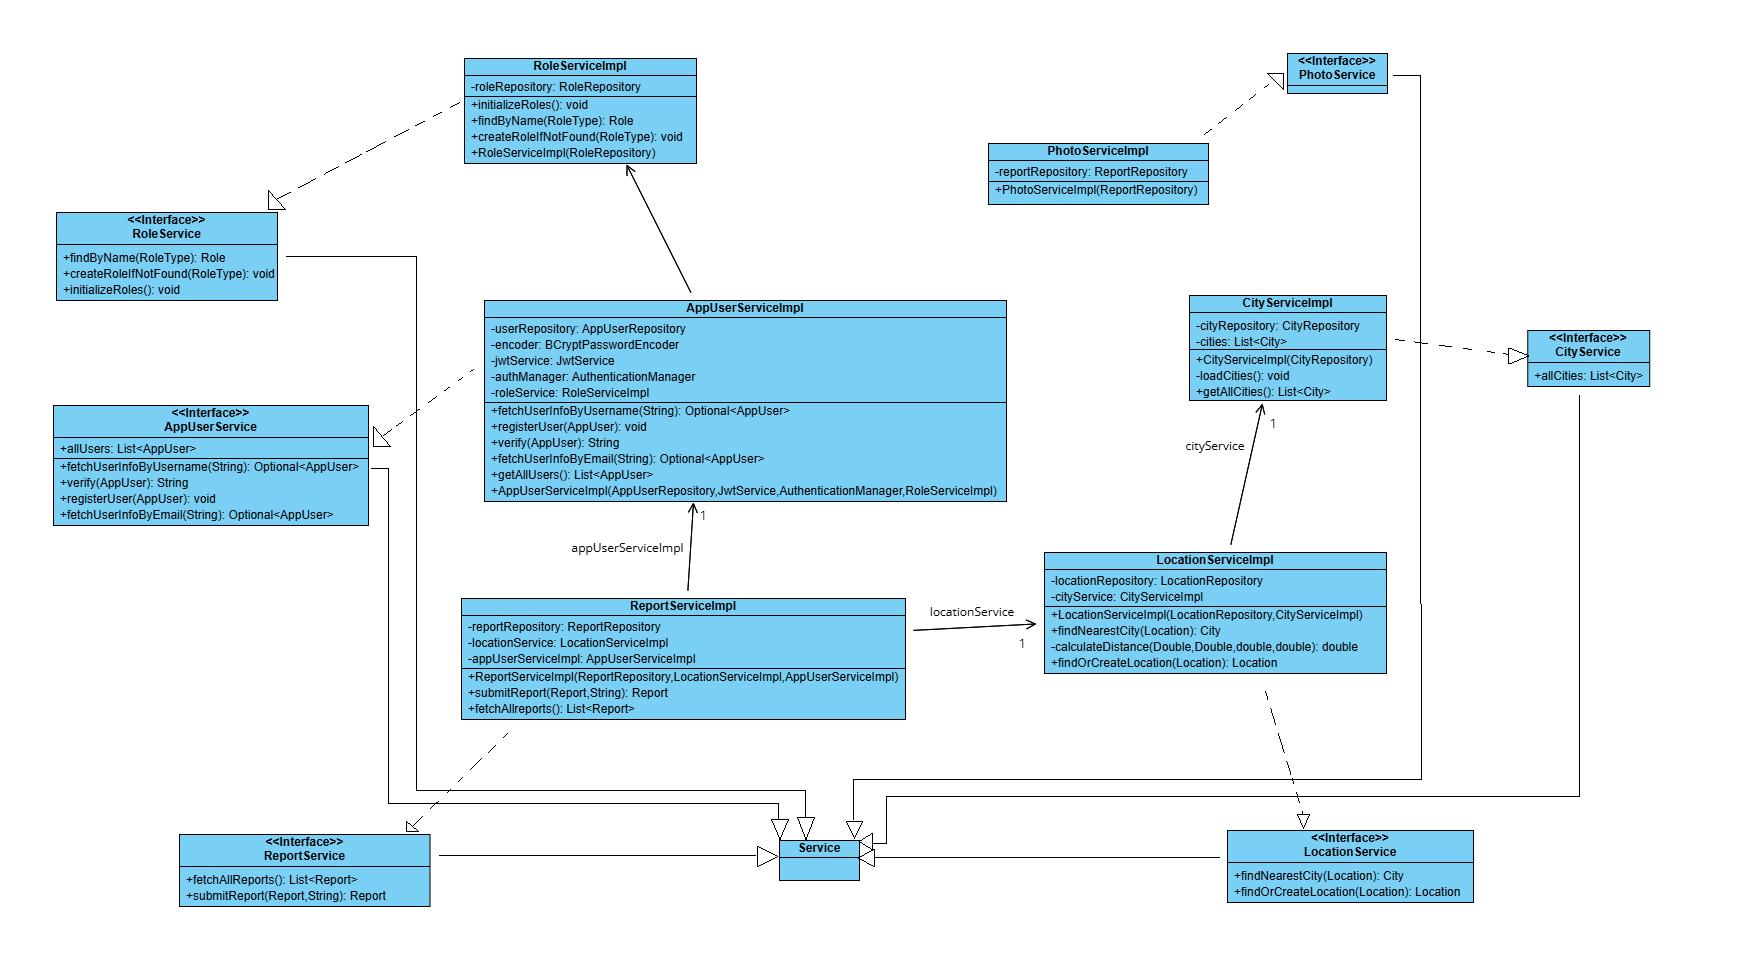 RoleServiceImpl
-roleRepository: RoleRepository
+initializeRoles(): void
+findByName(RoleType): Role
+createRoleIfNotFound(RoleType): void
+RoleServiceImpl(RoleRepository)
<<Interface>>
PhotoService
PhotoServiceImpl
-reportRepository: ReportRepository
+PhotoServiceImpl(ReportRepository)
<<Interface>>
RoleService
+findByName(RoleType): Role
+createRoleIfNotFound(RoleType): void
+initializeRoles(): void
AppUserServiceImpl
-userRepository: AppUserRepository
-encoder: BCryptPasswordEncoder
-jwtService: JwtService
-authManager: AuthenticationManager
-roleService: RoleServiceImpl
+fetchUserInfoByUsername(String): Optional<AppUser>
+registerUser(AppUser): void
+verify(AppUser): String
+fetchUserInfoByEmail(String): Optional<AppUser>
+getAllUsers(): List<AppUser>
+AppUserServiceImpl(AppUserRepository,JwtService,AuthenticationManager,RoleServiceImpl)
CityServiceImpl
-cityRepository: CityRepository
-cities: List<City>
+CityServiceImpl(CityRepository)
-loadCities(): void
+getAllCities(): List<City>
<<Interface>>
CityService
+allCities: List<City>
<<Interface>>
AppUserService
+allUsers: List<AppUser>
+fetchUserInfoByUsername(String): Optional<AppUser>
+verify(AppUser): String
+registerUser(AppUser): void
+fetchUserInfoByEmail(String): Optional<AppUser>
1
cityService
1
appUserServiceImpl
LocationServiceImpl
-locationRepository: LocationRepository
-cityService: CityServiceImpl
+LocationServiceImpl(LocationRepository,CityServiceImpl)
+findNearestCity(Location): City
-calculateDistance(Double,Double,double,double): double
+findOrCreateLocation(Location): Location
ReportServiceImpl
-reportRepository: ReportRepository
-locationService: LocationServiceImpl
-appUserServiceImpl: AppUserServiceImpl
+ReportServiceImpl(ReportRepository,LocationServiceImpl,AppUserServiceImpl)
+submitReport(Report,String): Report
+fetchAllreports(): List<Report>
locationService
1
<<Interface>>
ReportService
+fetchAllReports(): List<Report>
+submitReport(Report,String): Report
Service
<<Interface>>
LocationService
+findNearestCity(Location): City
+findOrCreateLocation(Location): Location